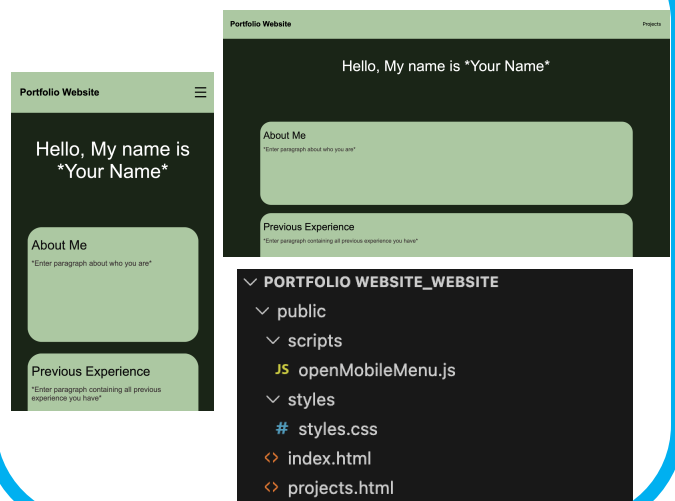 Portfolio Website
Hello, My name is
*Your Name*
About Me
*Enter paragraph about who you are*
Previous Experience
*Enter paragraph containing all previous
experience you have*
Portfolio Website
Projects
Hello, My name is *Your Name*
About Me
*Enter paragraph about who you are*
Previous Experience
*Enter paragraph containing all previous experience you have*
PORTFOLIO WEBSITE_WEBSITE
public
scripts
JS openMobileMenu.js
styles
# styles.css
<> index.html
<> projects.html